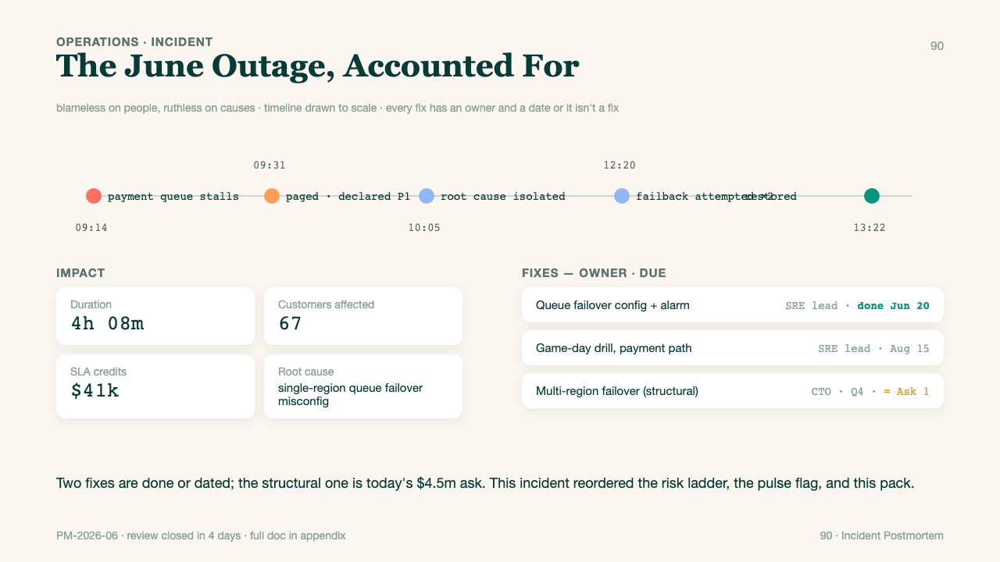 OPERATIONS · INCIDENT
90
The June Outage, Accounted For
blameless on people, ruthless on causes · timeline drawn to scale · every fix has an owner and a date or it isn't a fix
09:31
12:20
payment queue stalls
paged · declared P1
root cause isolated
failback attempted ×2
restored
09:14
10:05
13:22
IMPACT
Duration
4h 08m
Customers affected
67
SLA credits
$41k
Root cause
single-region queue failover
misconfig
FIXES — OWNER · DUE
Queue failover config + alarm
SRE lead · done Jun 20
Game-day drill, payment path
SRE lead · Aug 15
Multi-region failover (structural)
CTO · Q4 · = Ask 1
Two fixes are done or dated; the structural one is today's $4.5m ask. This incident reordered the risk ladder, the pulse flag, and this pack.
PM-2026-06 · review closed in 4 days · full doc in appendix
90 · Incident Postmortem